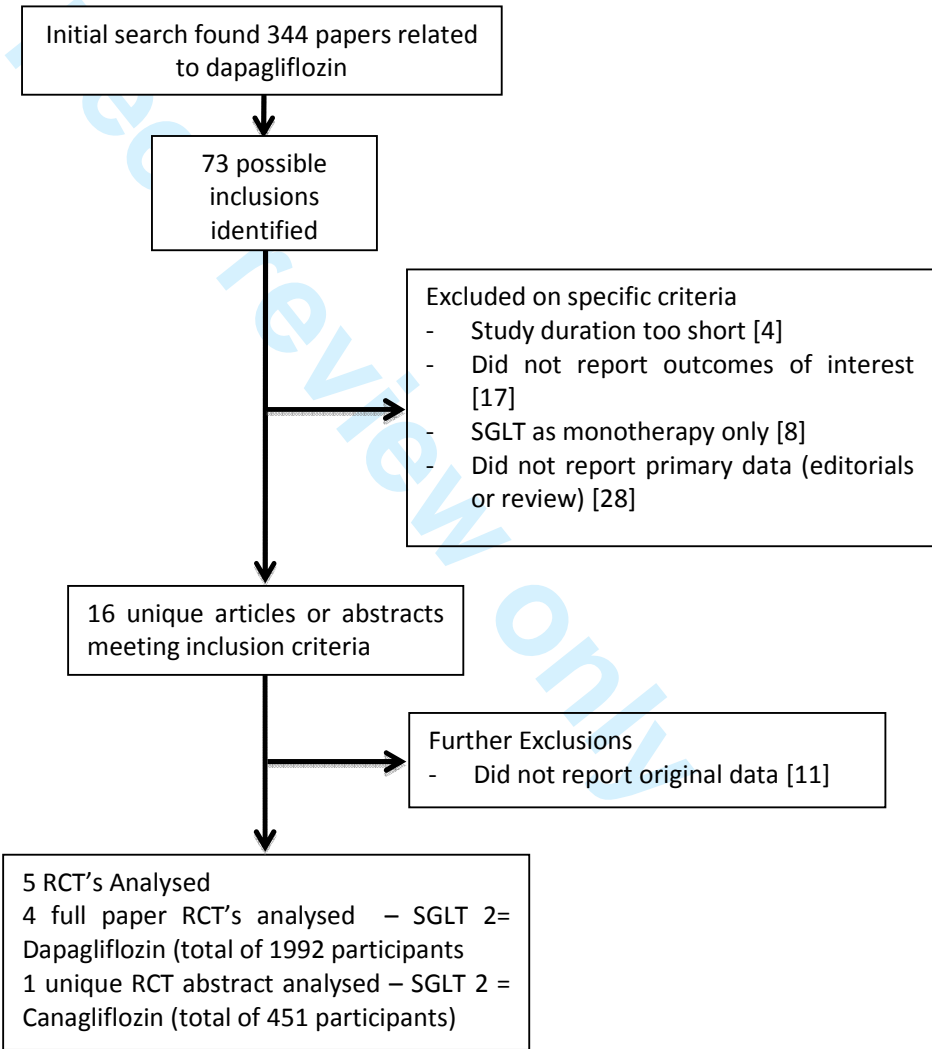 Initial search found 344 papers related
to dapagliflozin
73 possible
inclusions
identified
Excluded on specific criteria
- Study duration too short [4]
- Did not report outcomes of interest
[17]
- SGLT as monotherapy only [8]
- Did not report primary data (editorials
or review) [28]
16 unique articles or abstracts
meeting inclusion criteria
Further Exclusions
- Did not report original data [11]
5 RCT’s Analysed
4 full paper RCT’s analysed – SGLT 2=
Dapagliflozin (total of 1992 participants
1 unique RCT abstract analysed – SGLT 2 =
Canagliflozin (total of 451 participants)
review only